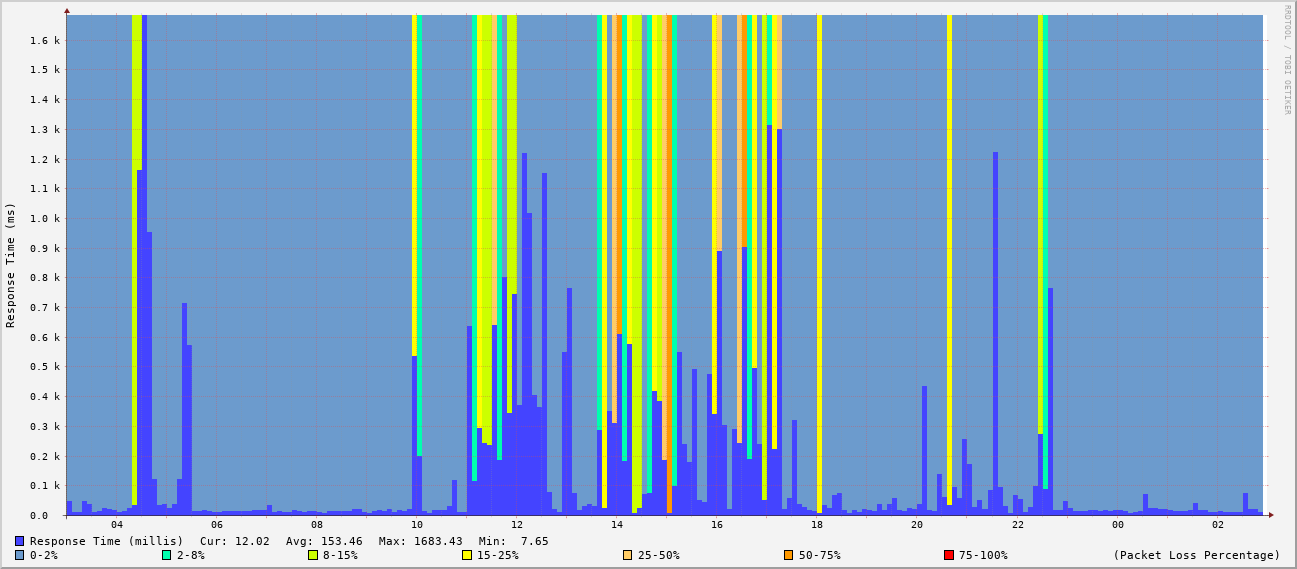 RRDTOOL / TOBI OETIKER
Response Time (ms)
1.6 k
1.5 k
1.4 k
1.3 k
1.2 k
1.1 k
1.0 k
0.9 k
0.8 k
0.7 k
0.6 k
0.5 k
0.4 k
0.3 k
0.2 k
0.1 k
0.0
04 06 08 10 12 14 16 18 20 22 00 02
Response Time (millis) Cur: 12.02 Avg: 153.46 Max: 1683.43 Min: 7.65
0-2% 2-8% 8-15% 15-25% 25-50% 50-75% 75-100% (Packet Loss Percentage)